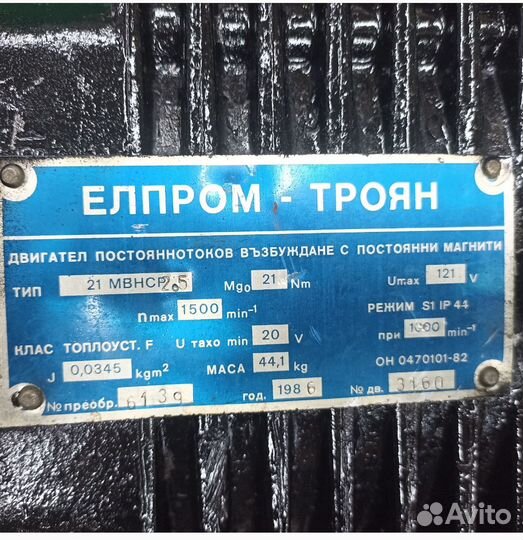 ЕЛПРОМ - ТРОЯН
ДВИГАТЕЛ ПОСТОЯННОТОКОВ ВЪЗБУЖДАНЕ С ПОСТОЯННИ МАГНИТИ
ТИП 21 МВНСР 2.5 Mgo 21 Nm Umax 121 V
nmax 1500 min-1 РЕЖИМ S1 IP 44
КЛАС ТОПЛОУСТ. F U тахо min 20 V при 1000 min-1
J 0,0345 kgm² МАСА 44,1 kg ОН 0470101-82
№ преобр. 6139 год. 1986 № дв. 3160
Avito